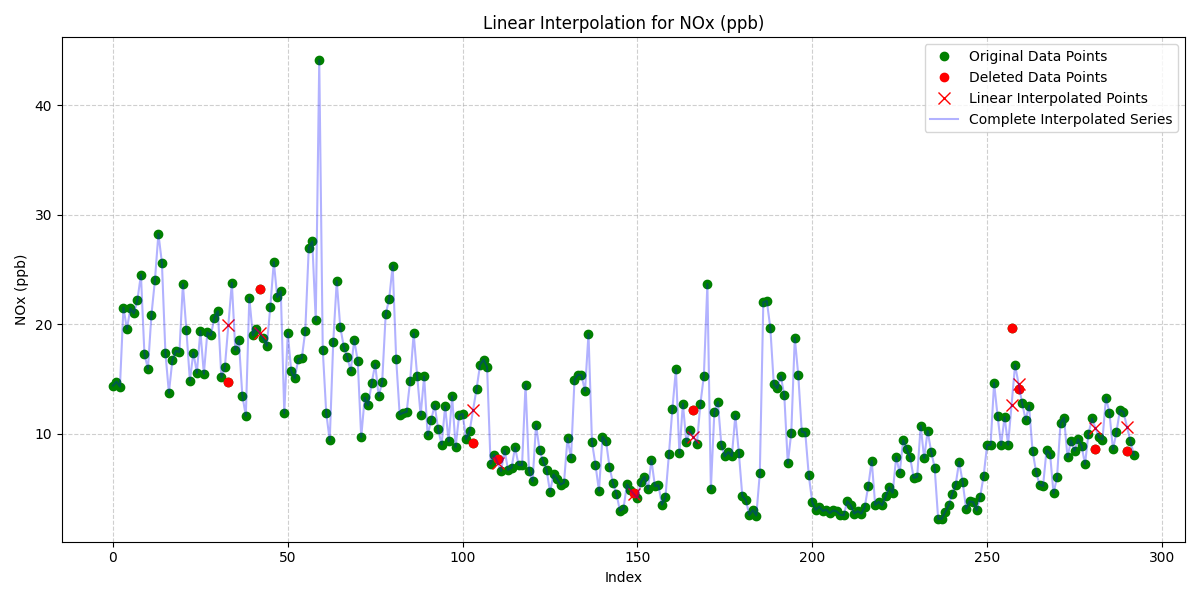 Linear Interpolation for NOx (ppb)
Original Data Points
Deleted Data Points
Linear Interpolated Points
Complete Interpolated Series
NOx (ppb)
40
30
20
10
0
50
100
150
200
250
300
Index